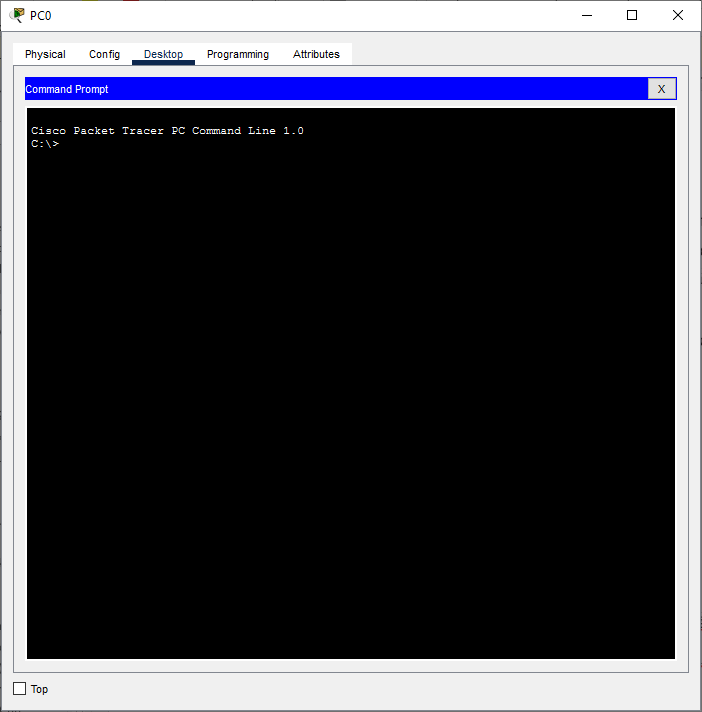 PC0
Physical Config Desktop Programming Attributes
Command Prompt X
Cisco Packet Tracer PC Command Line 1.0
C:\>
Top